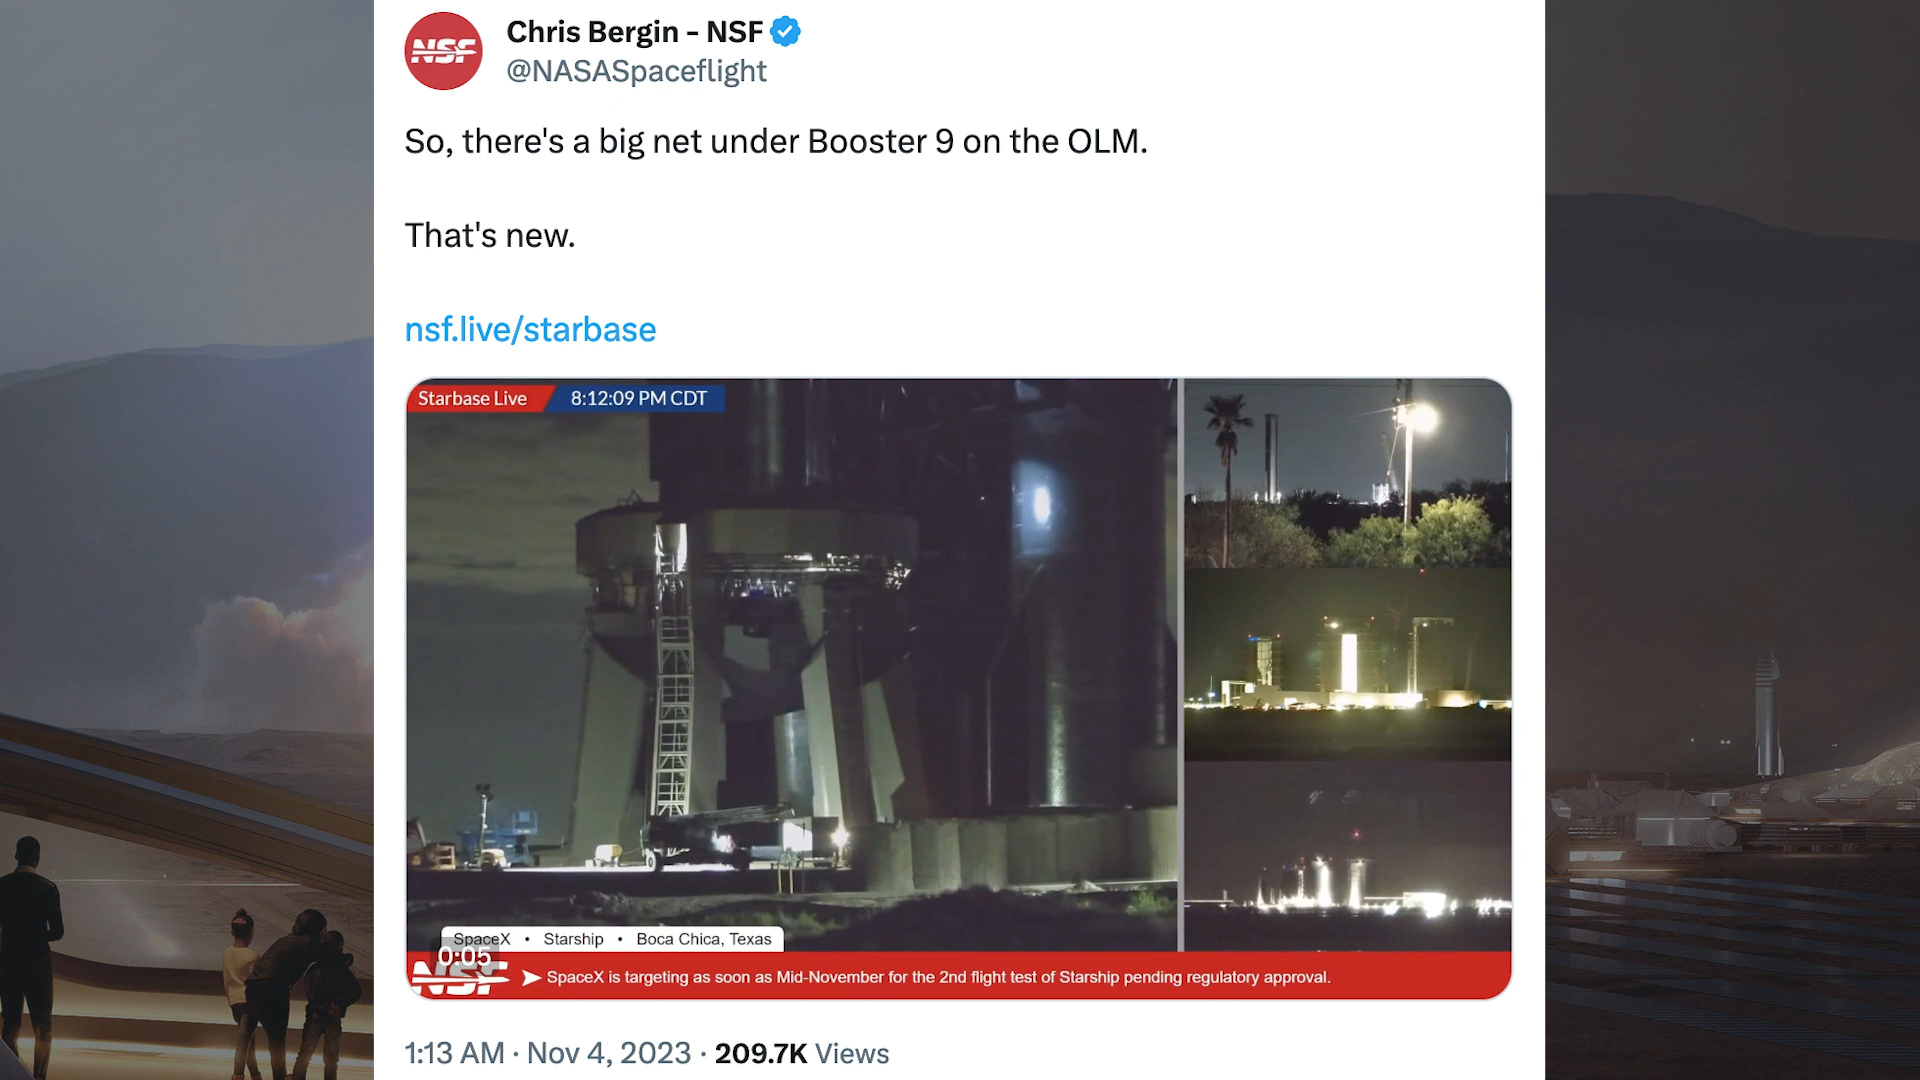 NSF
Chris Bergin - NSF
@NASASpaceflight
So, there's a big net under Booster 9 on the OLM.
That's new.
nsf.live/starbase
Starbase Live 8:12:09 PM CDT
SpaceX • Starship • Boca Chica, Texas
0:05
NSF
SpaceX is targeting as soon as Mid-November for the 2nd flight test of Starship pending regulatory approval.
1:13 AM · Nov 4, 2023 · 209.7K Views